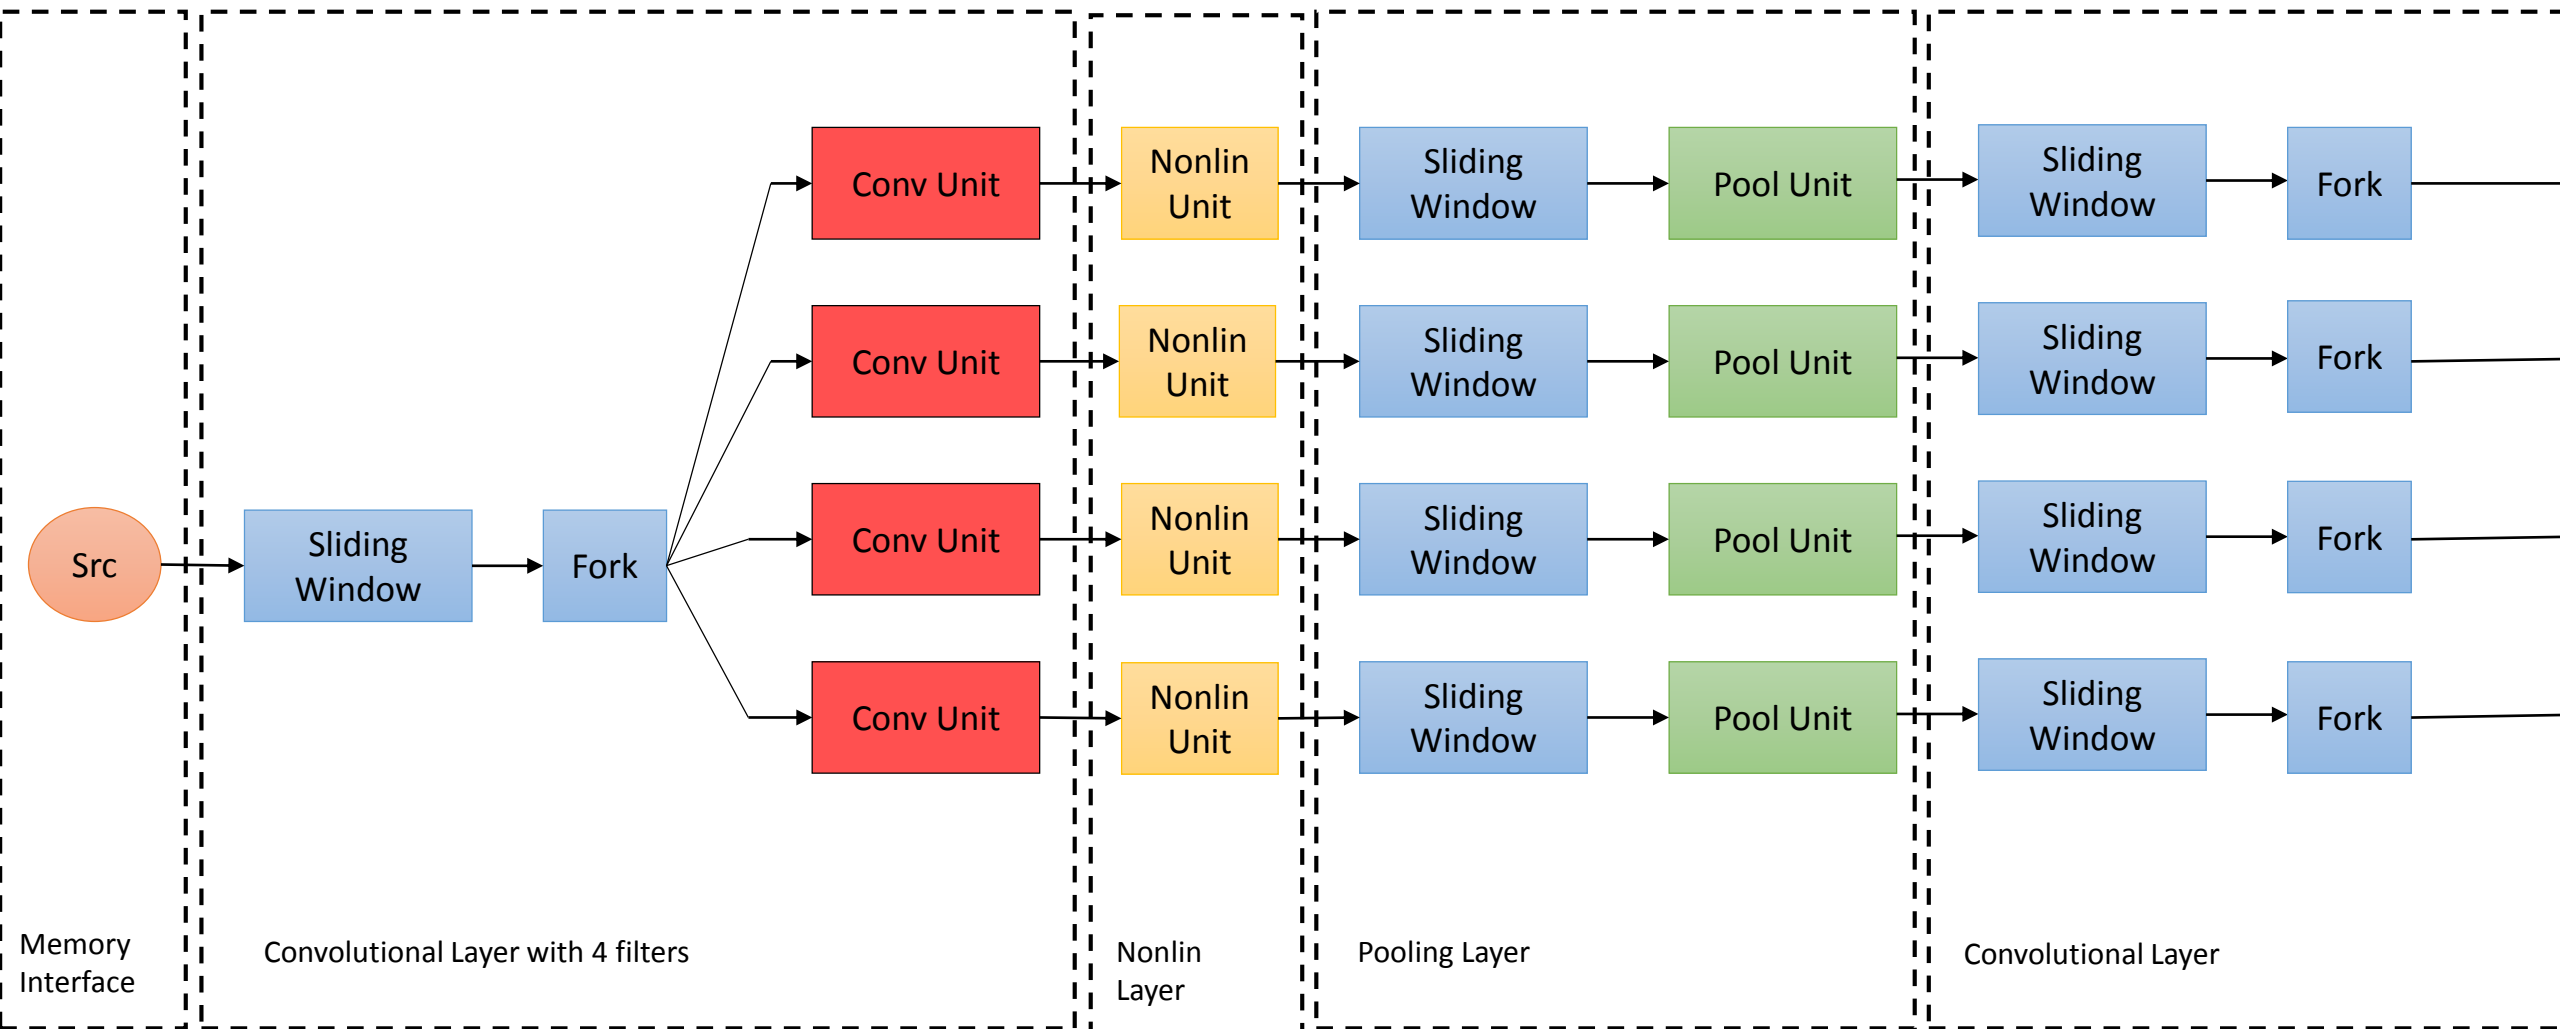 Conv Unit
Nonlin
Unit
Sliding
Window
Pool Unit
Sliding
Window
Fork
Conv Unit
Nonlin
Unit
Sliding
Window
Pool Unit
Sliding
Window
Fork
Src
Sliding
Window
Fork
Conv Unit
Nonlin
Unit
Sliding
Window
Pool Unit
Sliding
Window
Fork
Conv Unit
Nonlin
Unit
Sliding
Window
Pool Unit
Sliding
Window
Fork
Memory
Interface
Convolutional Layer with 4 filters
Nonlin
Layer
Pooling Layer
Convolutional Layer